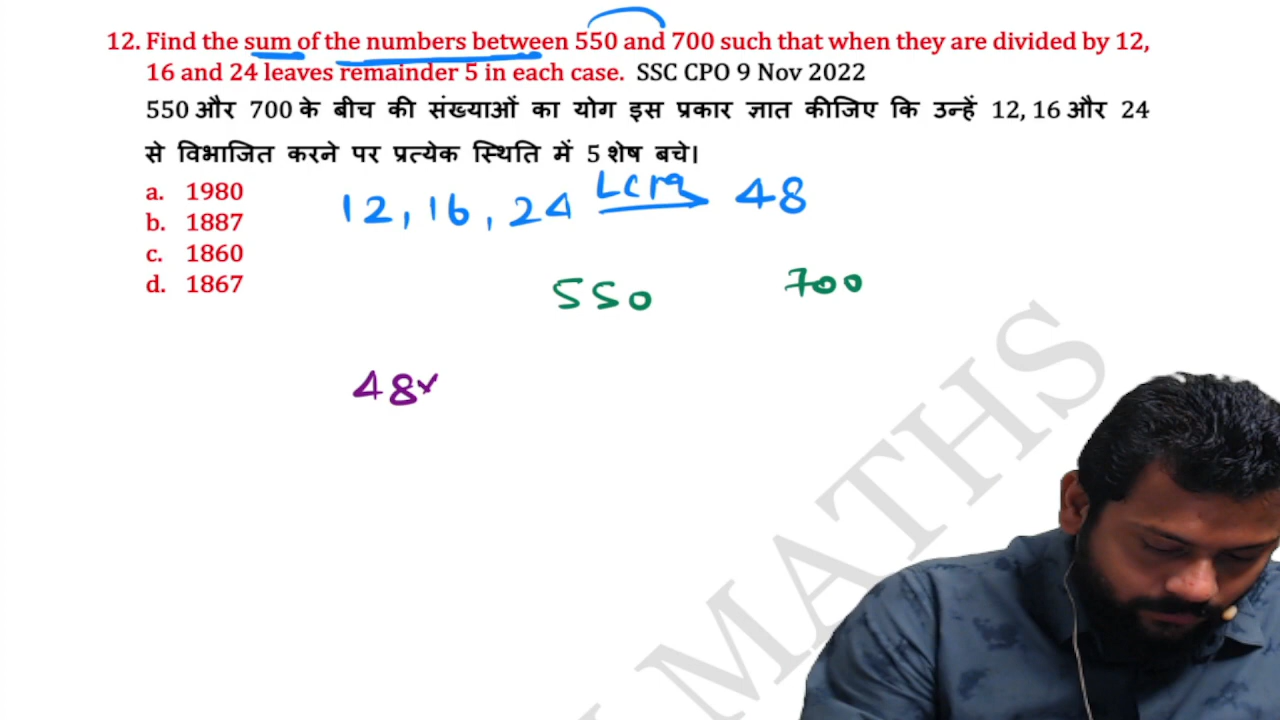 12. Find the sum of the numbers between 550 and 700 such that when they are divided by 12,
16 and 24 leaves remainder 5 in each case. SSC CPO 9 Nov 2022
550 और 700 के बीच की संख्याओं का योग इस प्रकार ज्ञात कीजिए कि उन्हें 12, 16 और 24
से विभाजित करने पर प्रत्येक स्थिति में 5 शेष बचे।
a. 1980
b. 1887
c. 1860
d. 1867
12, 16, 24 LCM 48
550 700
48×
MATHS